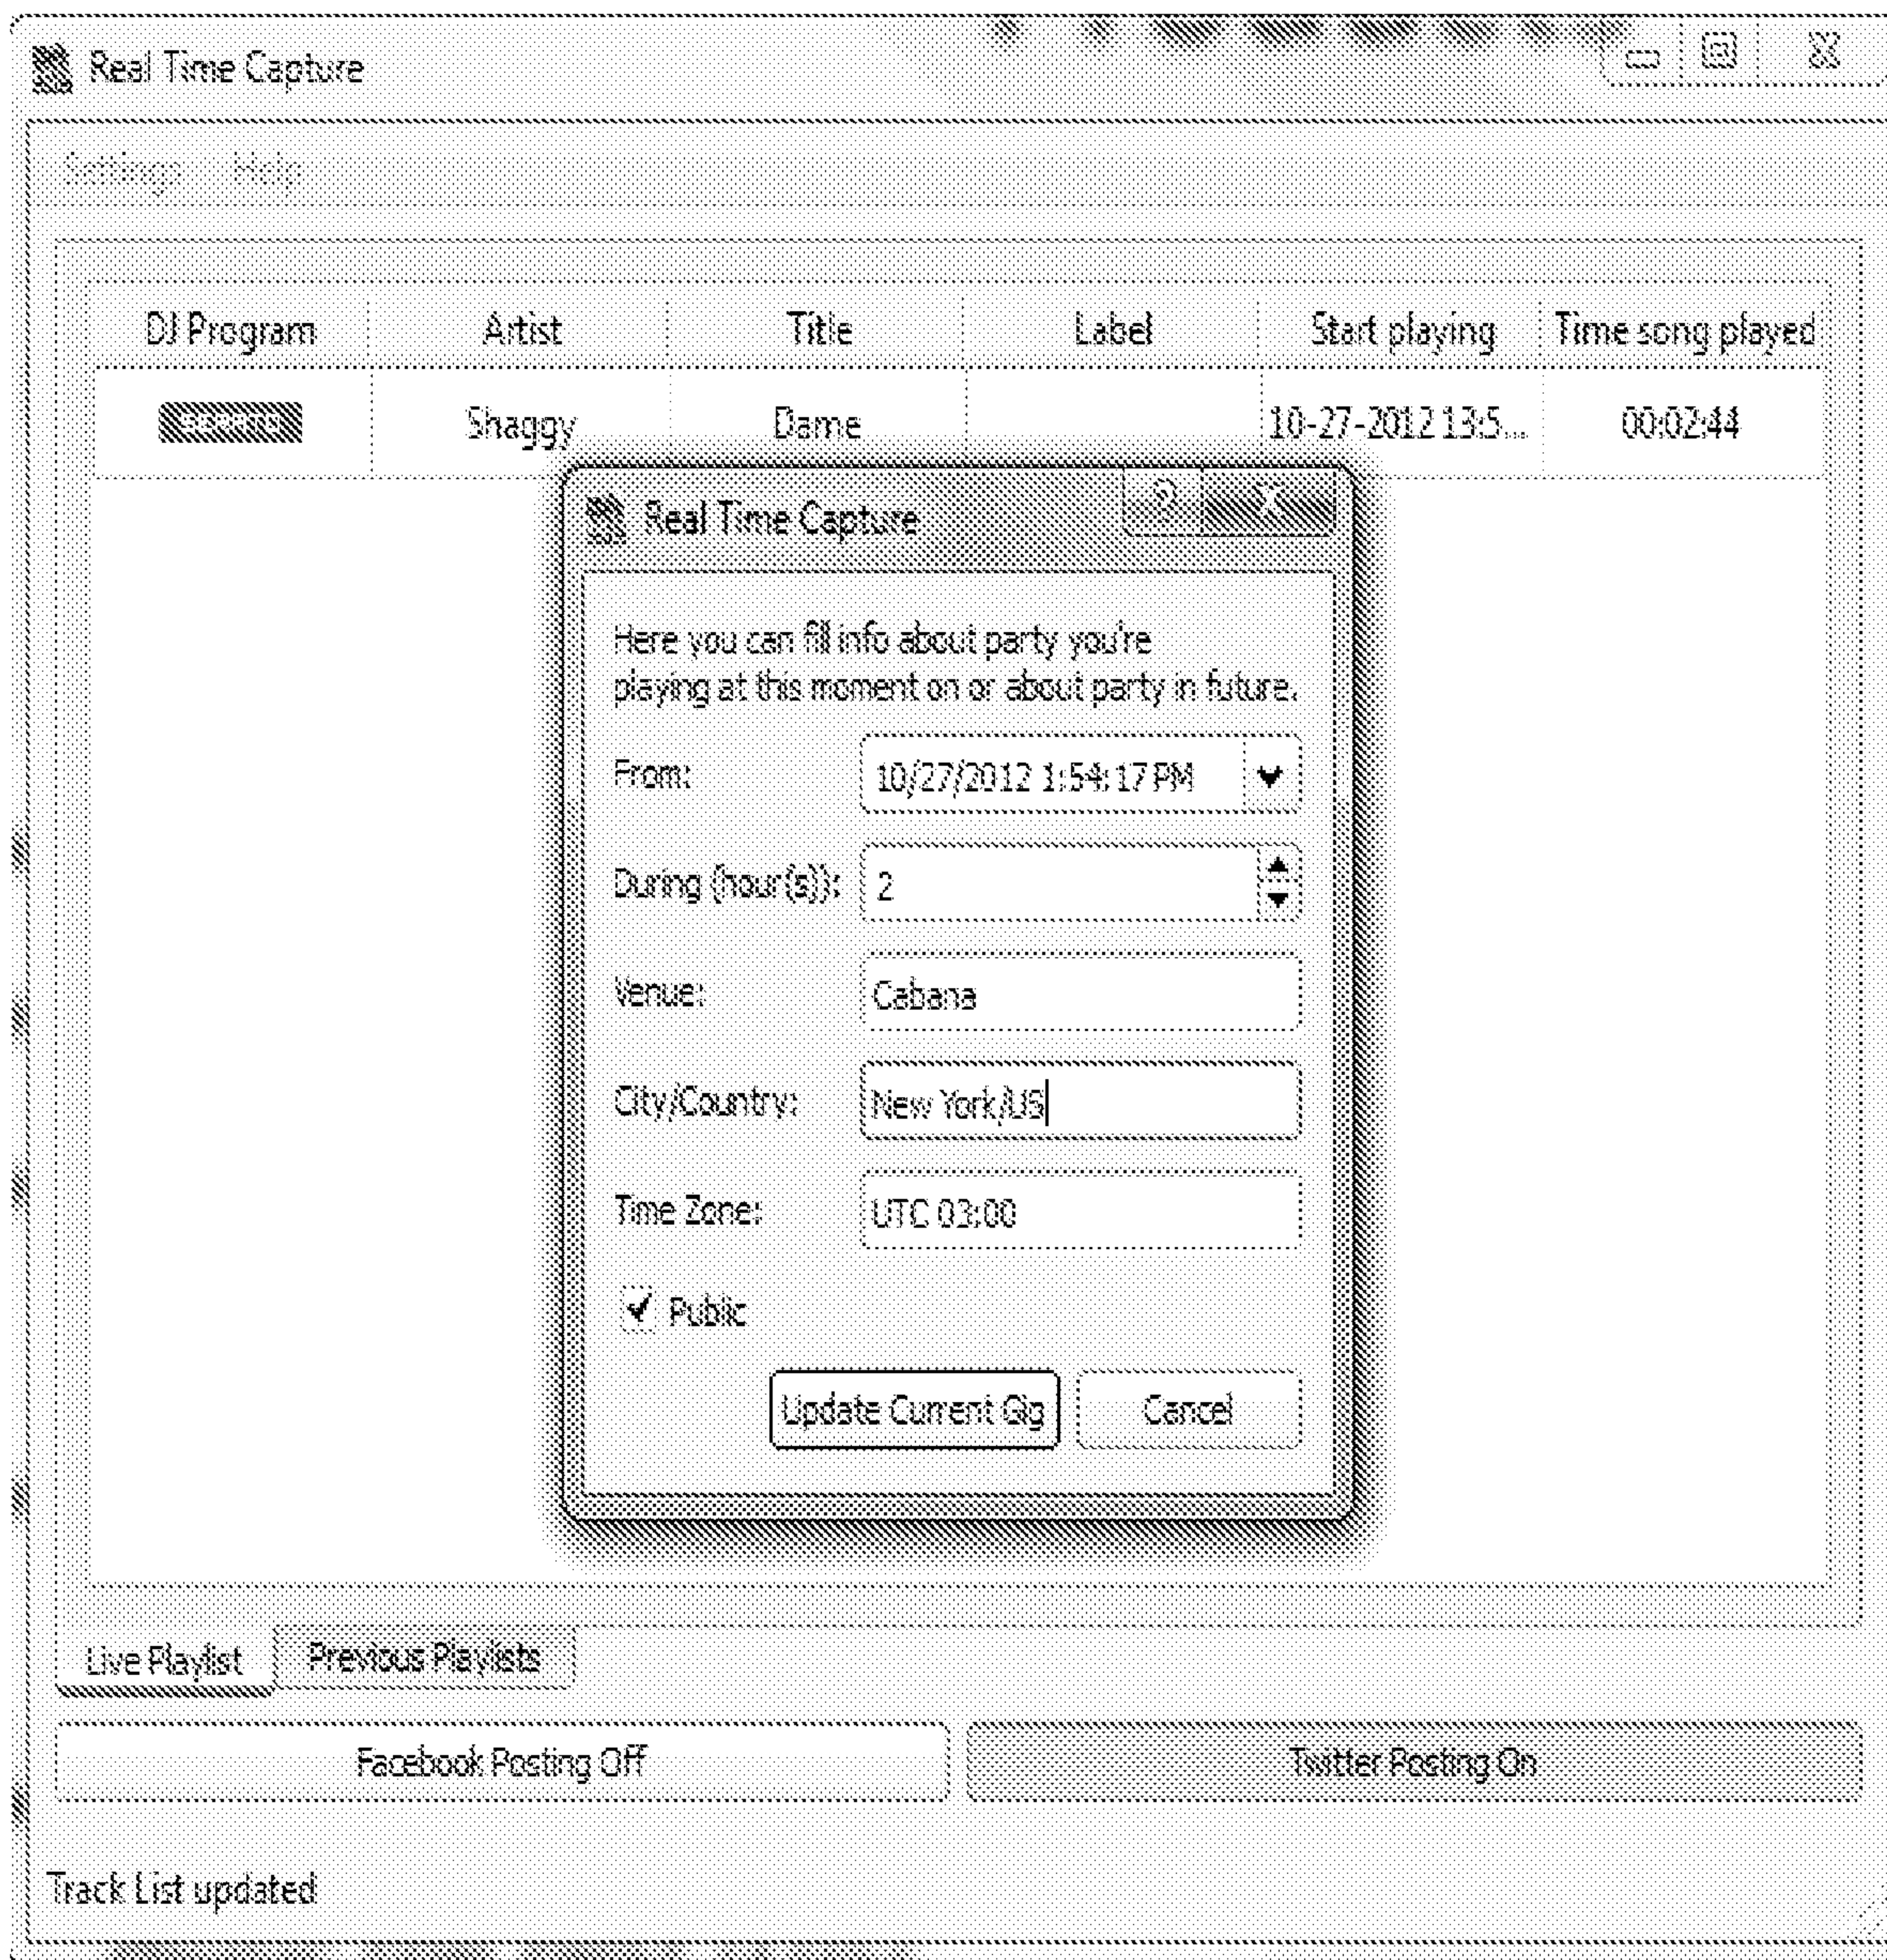 Real Time Capture
Settings Help
DJ Program Artist Title Label Start playing Time song played
SERATO Shaggy Dame 10-27-2012 13:5... 00:02:44
Real Time Capture
Here you can fill info about party you're
playing at this moment on or about party in future.
From: 10/27/2012 1:54:17 PM
During (hour(s)): 2
Venue: Cabana
City/Country: New York/US
Time Zone: UTC 03:00
Public
Update Current Gig Cancel
Live Playlist Previous Playlists
Facebook Posting Off Twitter Posting On
Track List updated